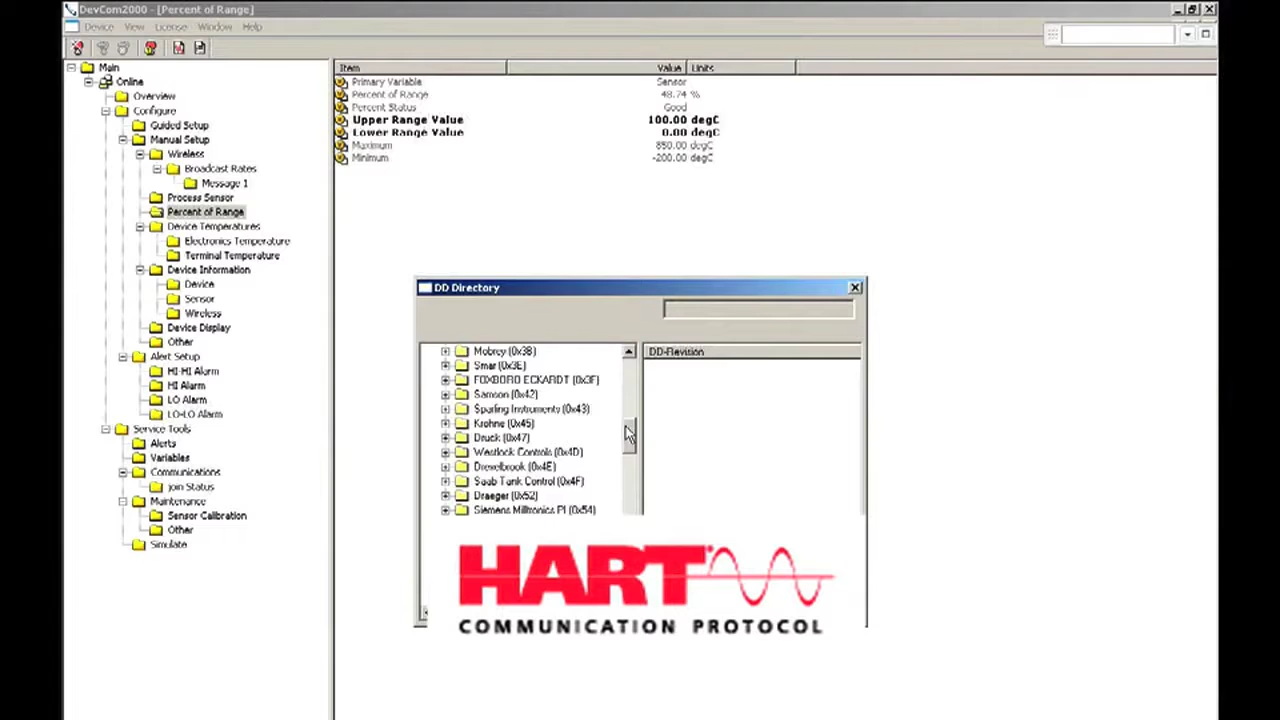 DevCom2000 - [Percent of Range]
Device View License Window Help
Main
Online
Overview
Configure
Guided Setup
Manual Setup
Wireless
Broadcast Rates
Message 1
Process Sensor
Percent of Range
Device Temperatures
Electronics Temperature
Terminal Temperature
Device Information
Device
Sensor
Wireless
Device Display
Other
Alert Setup
HI-HI Alarm
HI Alarm
LO Alarm
LO-LO Alarm
Service Tools
Alerts
Variables
Communications
Join Status
Maintenance
Sensor Calibration
Other
Simulate
Item Value Units
Primary Variable Sensor
Percent of Range 48.74 %
Percent Status Good
Upper Range Value 100.00 degC
Lower Range Value 0.00 degC
Maximum 850.00 degC
Minimum -200.00 degC
DD Directory
Mobrey (0x3B)
Smar (0x3E)
FOXBORO ECKARDT (0x3F)
Samson (0x42)
Sparling Instruments (0x43)
Krohne (0x45)
Druck (0x47)
Westlock Controls (0x4D)
Drexelbrook (0x4E)
Saab Tank Control (0x4F)
Draeger (0x52)
Siemens Milltronics PI (0x54)
DD-Revision
HART
COMMUNICATION PROTOCOL